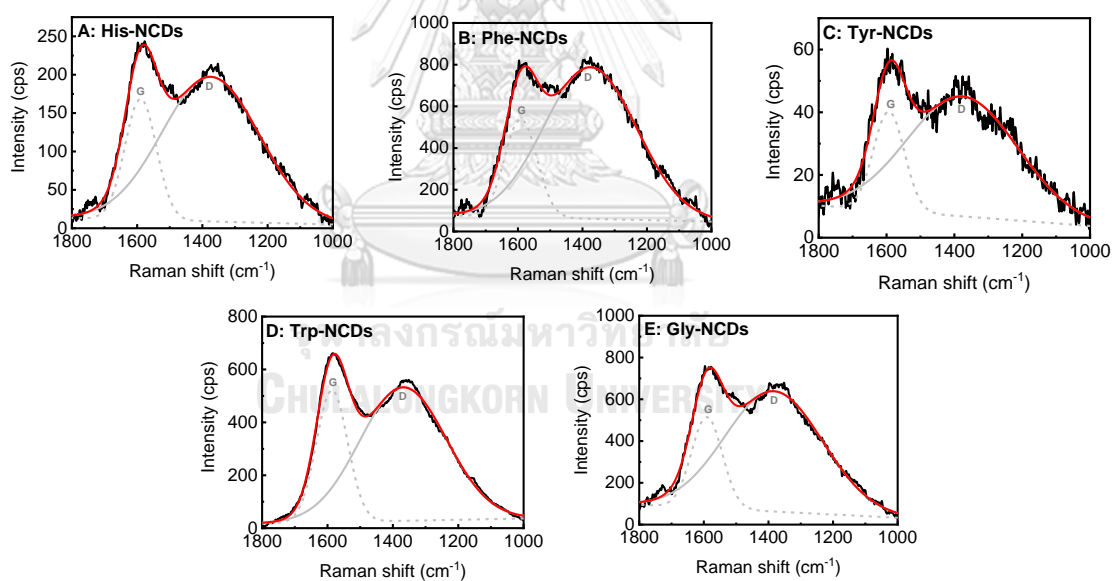 A: His-NCDs
Intensity (cps)
250
200
150
100
50
0
G
D
1800 1600 1400 1200 1000
Raman shift (cm⁻¹)
B: Phe-NCDs
Intensity (cps)
1000
800
600
400
200
0
G
D
1800 1600 1400 1200 1000
Raman shift (cm⁻¹)
C: Tyr-NCDs
Intensity (cps)
60
40
20
0
G
D
1800 1600 1400 1200 1000
Raman shift (cm⁻¹)
จุฬาลงกรณ์มหาวิทยาลัย
CHULALONGKORN UNIVERSITY
D: Trp-NCDs
Intensity (cps)
800
600
400
200
0
G
D
1800 1600 1400 1200 1000
Raman shift (cm⁻¹)
E: Gly-NCDs
Intensity (cps)
1000
800
600
400
200
0
G
D
1800 1600 1400 1200 1000
Raman shift (cm⁻¹)